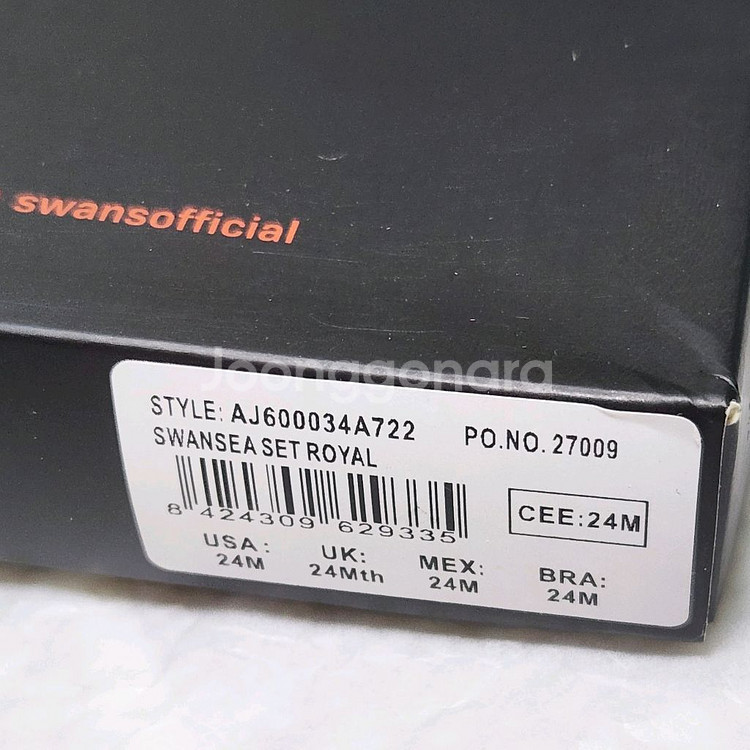 swansofficial
Joonggonara
STYLE: AJ600034A722 PO.NO. 27009
SWANSEA SET ROYAL
8 424309 629335
CEE:24M
USA: UK: MEX: BRA:
24M 24Mth 24M 24M